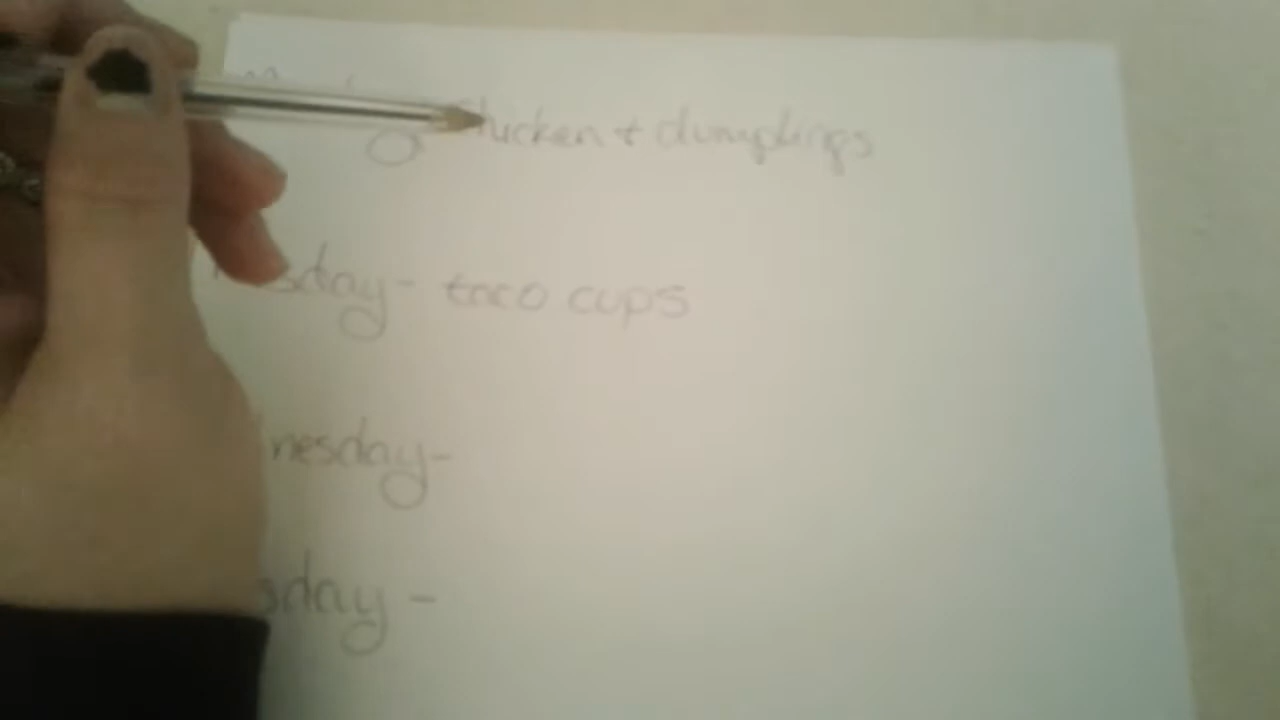 chicken + dumplings
sday - taco cups
nesday -
sday -